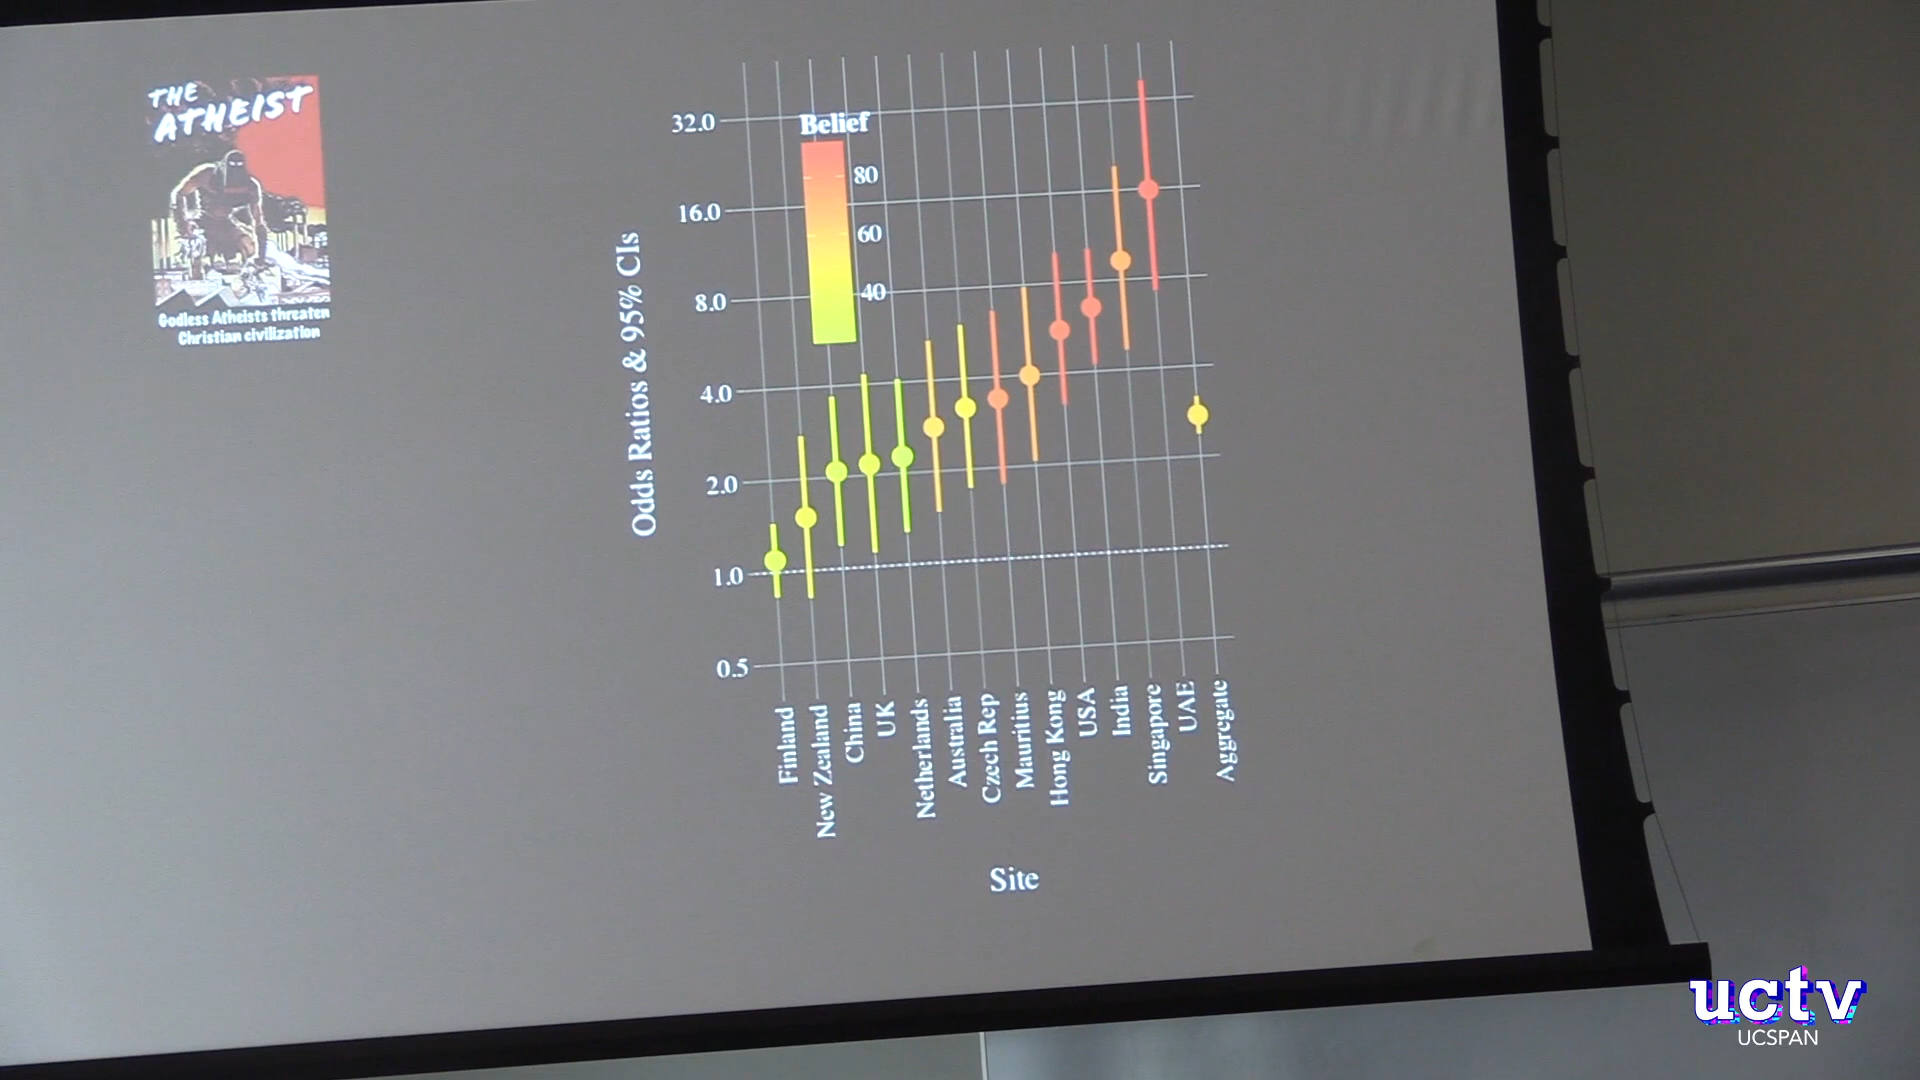 THE
ATHEIST
Godless Atheists threaten
Christian civilization
Odds Ratios & 95% CIs
32.0
16.0
8.0
4.0
2.0
1.0
0.5
Belief
80
60
40
Finland
New Zealand
China
UK
Netherlands
Australia
Czech Rep
Mauritius
Hong Kong
USA
India
Singapore
UAE
Aggregate
Site
uctv
UCSPAN